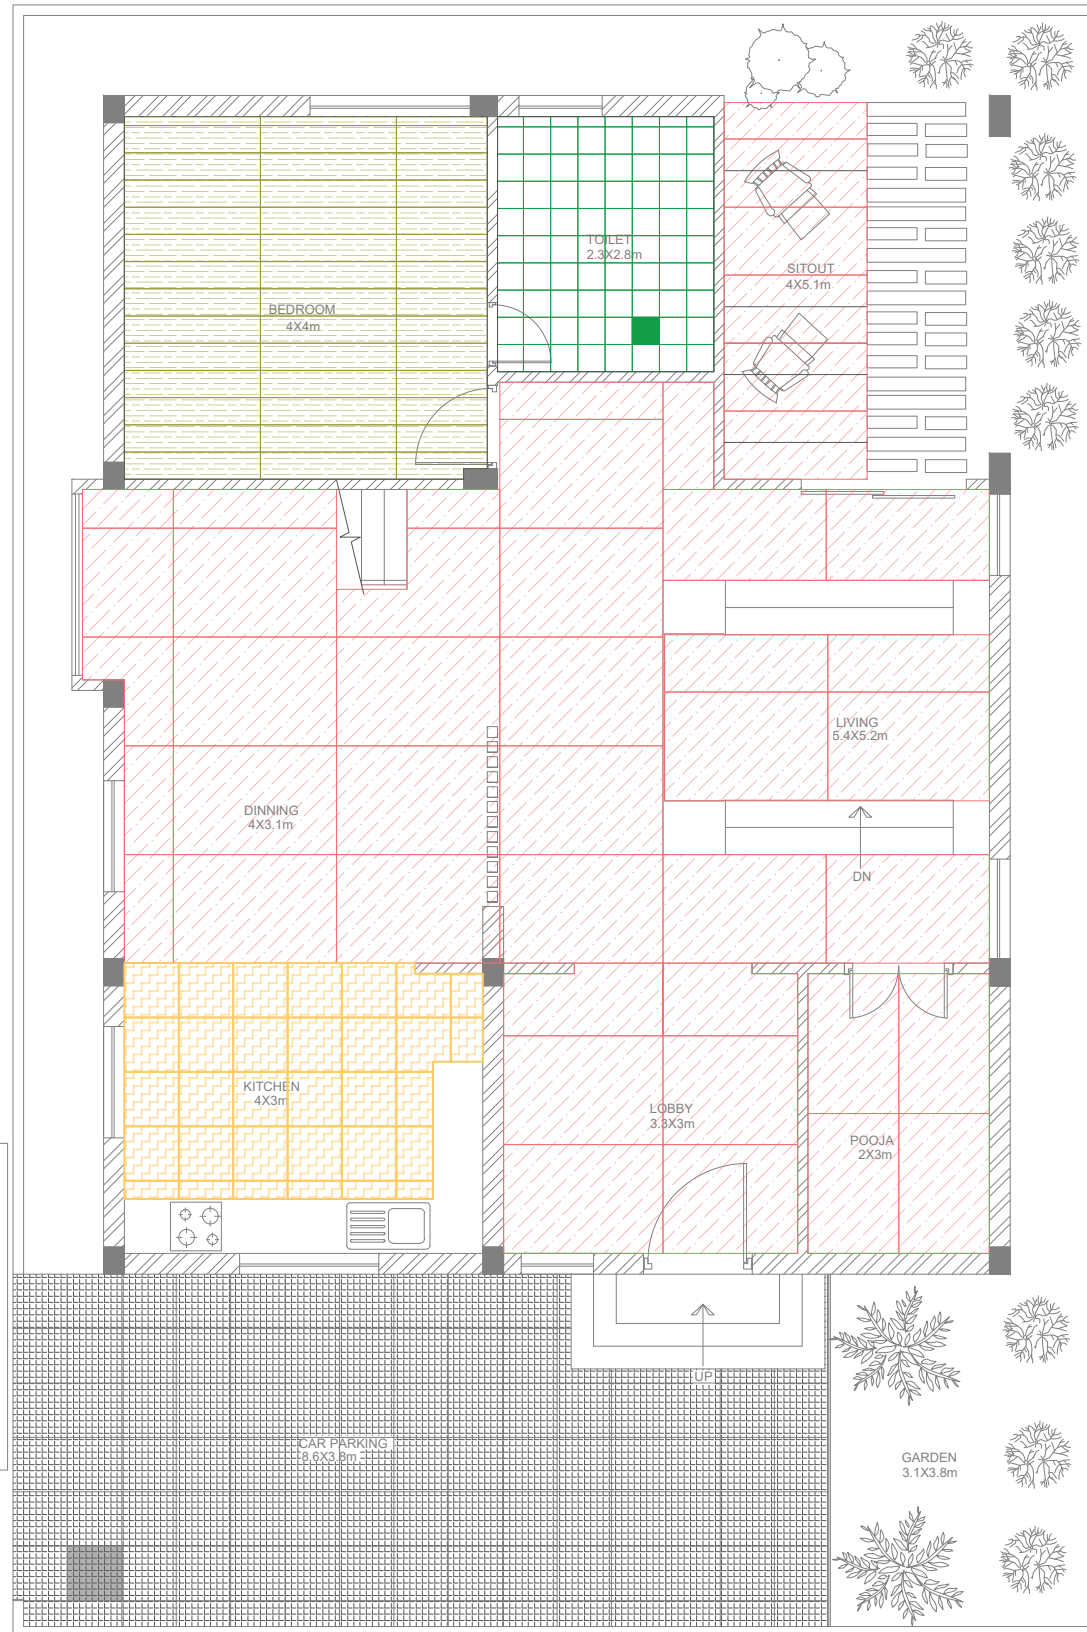 TOILET
2.3X2.8m
SITOUT
4X5.1m
BEDROOM
4X4m
LIVING
5.4X5.2m
DINNING
4X3.1m
DN
KITCHEN
4X3m
LOBBY
3.3X3m
POOJA
2X3m
UP
CAR PARKING
8.6X3.8m
GARDEN
3.1X3.8m